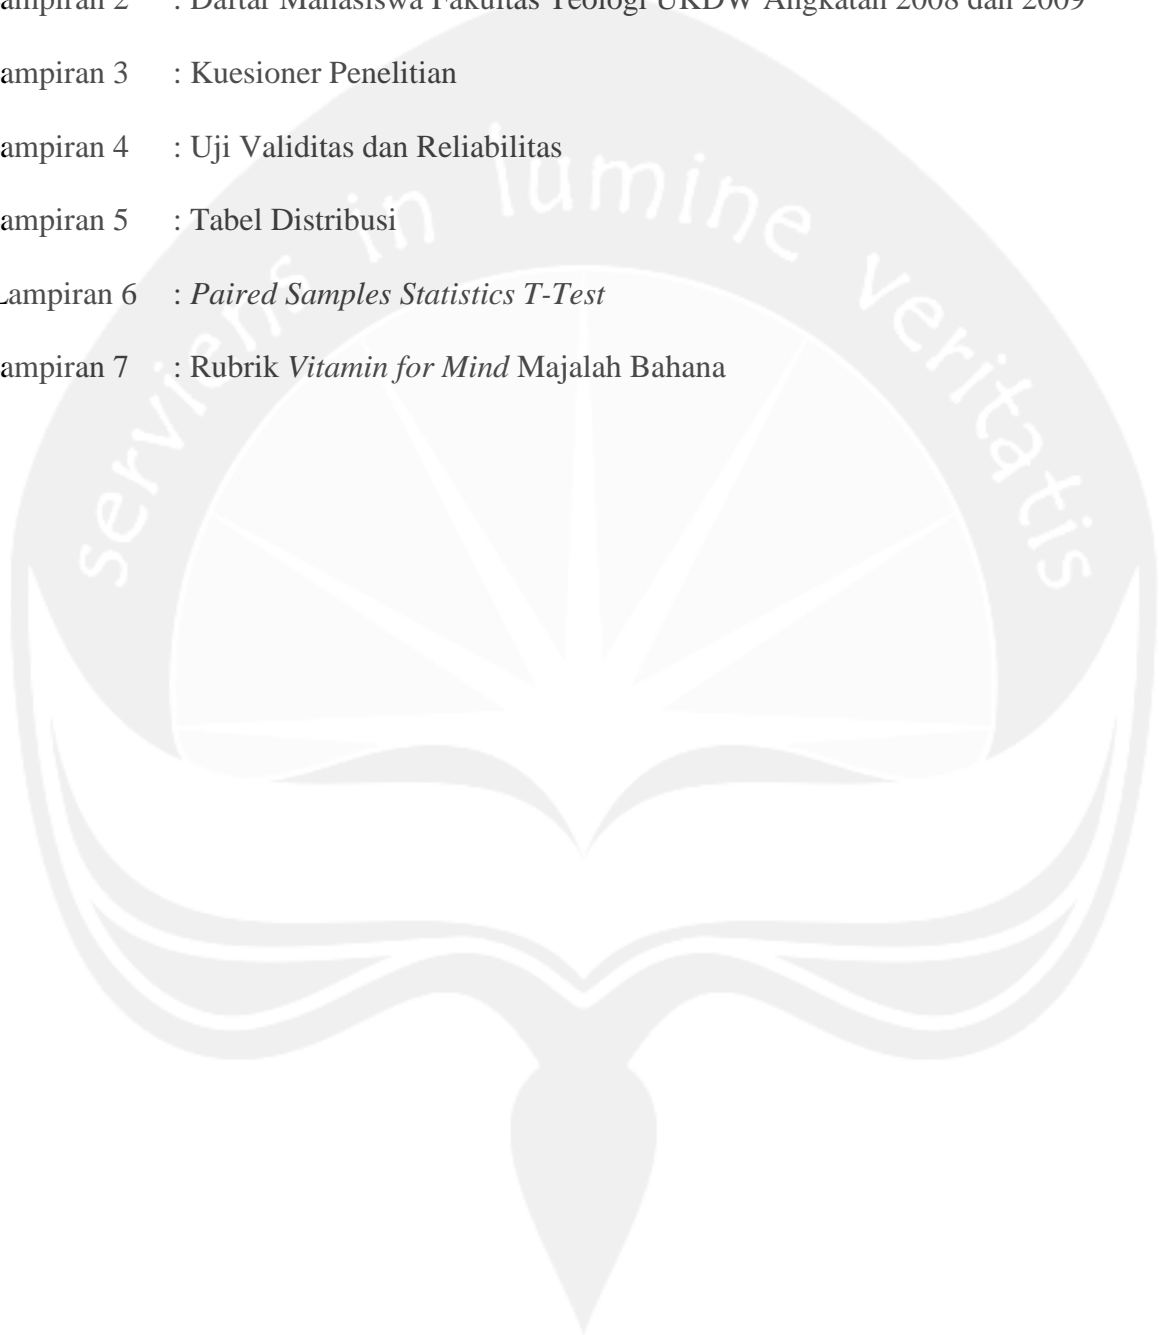 ampiran 2 : Daftar Mahasiswa Fakultas Teologi UKDW Angkatan 2008 dan 2009
ampiran 3 : Kuesioner Penelitian
ampiran 4 : Uji Validitas dan Reliabilitas
ampiran 5 : Tabel Distribusi
Lampiran 6 : Paired Samples Statistics T-Test
ampiran 7 : Rubrik Vitamin for Mind Majalah Bahana
serviens in lumine veritatis